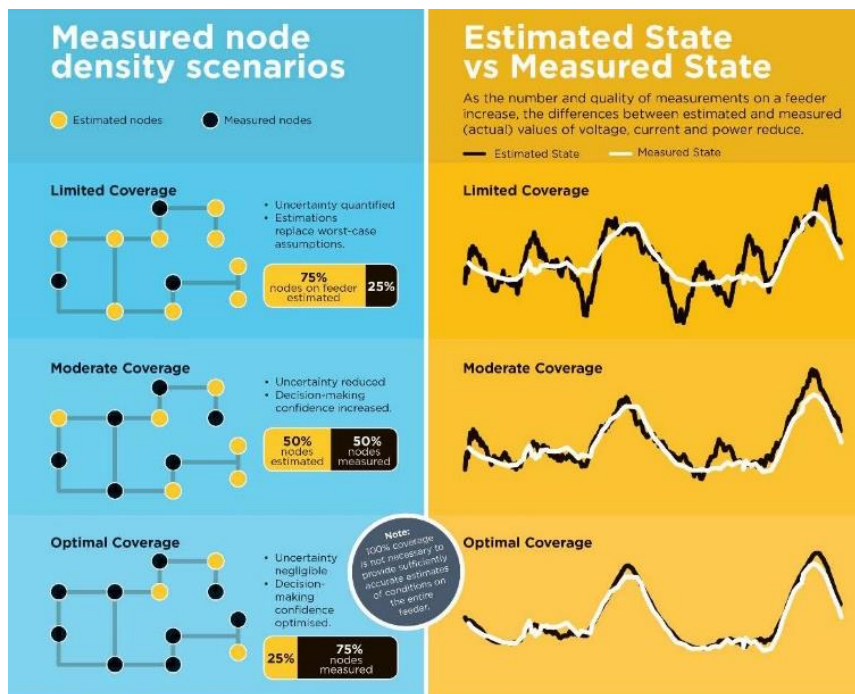 Measured node
density scenarios
Estimated nodes
Measured nodes
Limited Coverage
• Uncertainty quantified
• Estimations
replace worst-case
assumptions.
75%
nodes on feeder
estimated
25%
Moderate Coverage
• Uncertainty reduced
• Decision-making
confidence increased.
50%
nodes
estimated
50%
nodes
measured
Optimal Coverage
• Uncertainty
negligible
• Decision-
making
confidence
optimised.
25%
75%
nodes
measured
Note:
100% coverage
is not necessary to
provide sufficiently
accurate estimates
of conditions on
the entire
feeder.
Estimated State
vs Measured State
As the number and quality of measurements on a feeder
increase, the differences between estimated and measured
(actual) values of voltage, current and power reduce.
Estimated State
Measured State
Limited Coverage
Moderate Coverage
Optimal Coverage